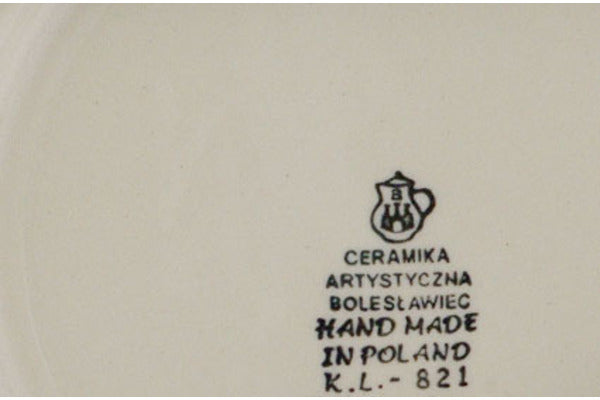 a
CERAMIKA
ARTYSTYCZNA
BOLESŁAWIEC
HAND MADE
IN POLAND
K.L.- 821